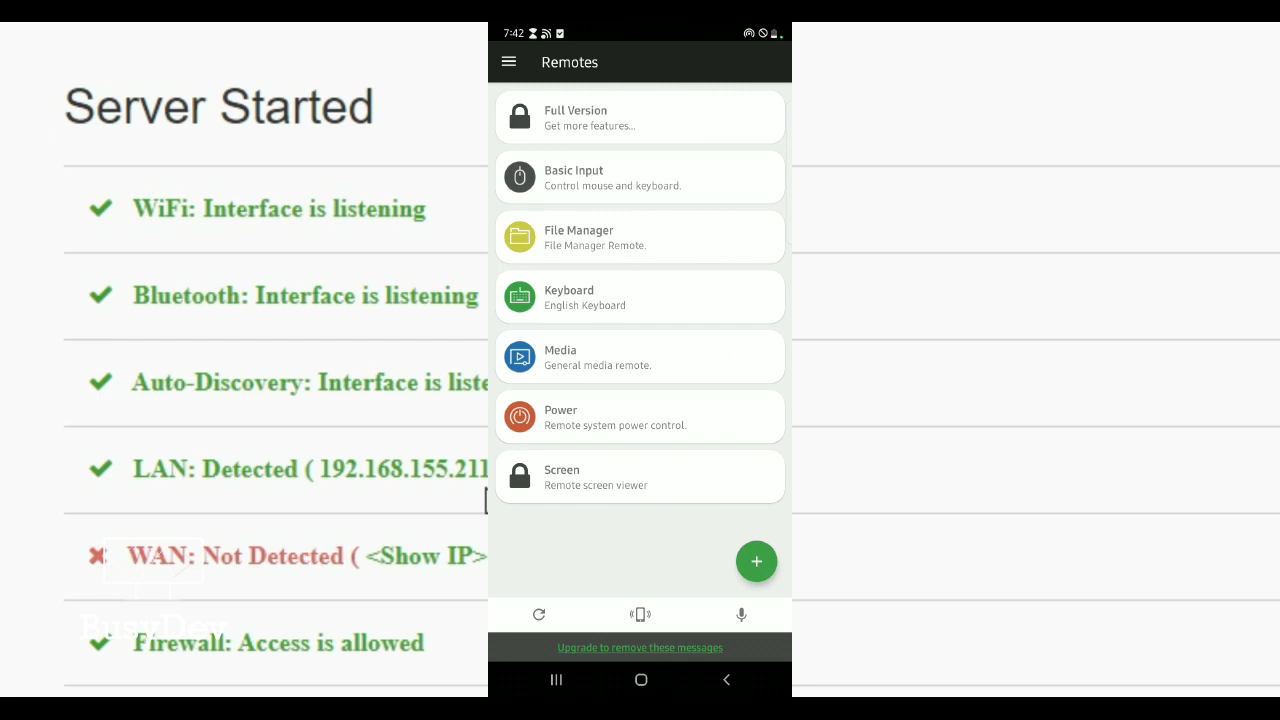 Server Started
WiFi: Interface is listening
Bluetooth: Interface is listening
Auto-Discovery: Interface is liste
LAN: Detected ( 192.168.155.211
WAN: Not Detected ( <Show IP>
Firewall: Access is allowed
BusyDev
7:42
Remotes
Full Version
Get more features...
Basic Input
Control mouse and keyboard.
File Manager
File Manager Remote.
Keyboard
English Keyboard
Media
General media remote.
Power
Remote system power control.
Screen
Remote screen viewer
Upgrade to remove these messages